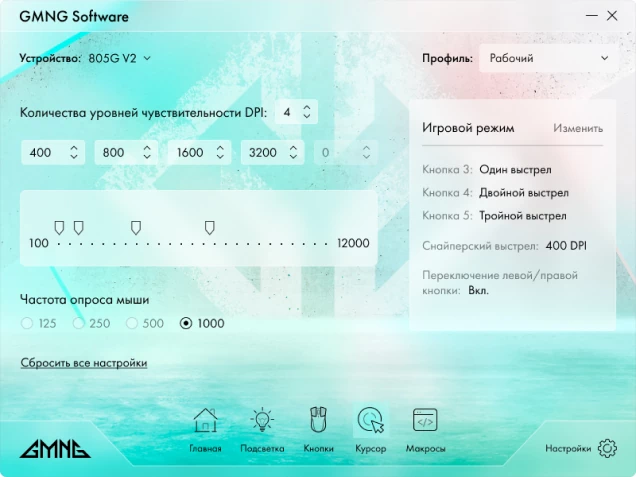 GMNG Software
Устройство: 805G V2
Профиль: Рабочий
Количества уровней чувствительности DPI: 4
400 800 1600 3200 0
100 12000
Частота опроса мыши
125 250 500 1000
Сбросить все настройки
Игровой режим Изменить
Кнопка 3: Один выстрел
Кнопка 4: Двойной выстрел
Кнопка 5: Тройной выстрел
Снайперский выстрел: 400 DPI
Переключение левой/правой
кнопки: Вкл.
GMNG
Главная Подсветка Кнопки Курсор Макросы
Настройки